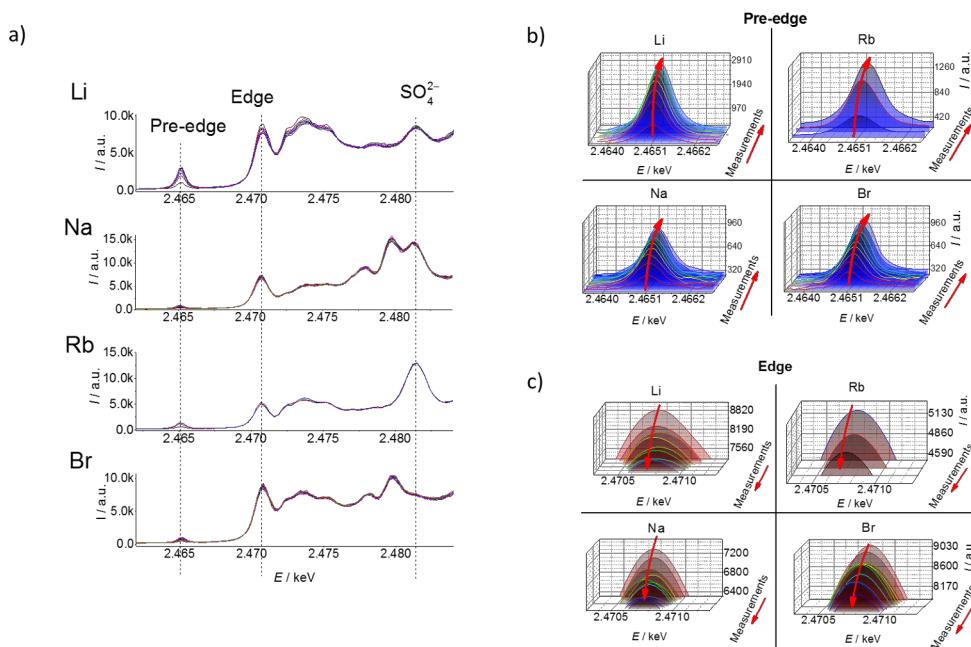 a)
Li
Pre-edge
Edge
SO₄²⁻
I / a.u.
10.0k
5.0k
0.0
2.465
2.470
2.475
2.480
Na
I / a.u.
15.0k
10.0k
5.0k
0.0
2.465
2.470
2.475
2.480
Rb
I / a.u.
15.0k
10.0k
5.0k
0.0
2.465
2.470
2.475
2.480
Br
I / a.u.
10.0k
5.0k
0.0
2.465
2.470
2.475
2.480
E / keV
b)
Pre-edge
Li
2910
1940
970
2.4640
2.4651
2.4662
E / keV
Measurements
Rb
1260
840
420
I / a.u.
2.4640
2.4651
2.4662
E / keV
Measurements
Na
960
640
320
2.4640
2.4651
2.4662
E / keV
Measurements
Br
960
640
320
I / a.u.
2.4640
2.4651
2.4662
E / keV
Measurements
c)
Edge
Li
8820
8190
7560
2.4705
2.4710
E / keV
Measurements
Rb
5130
4860
4590
I / a.u.
2.4705
2.4710
E / keV
Measurements
Na
7200
6800
6400
2.4705
2.4710
E / keV
Measurements
Br
9030
8600
8170
I / a.u.
2.4705
2.4710
E / keV
Measurements